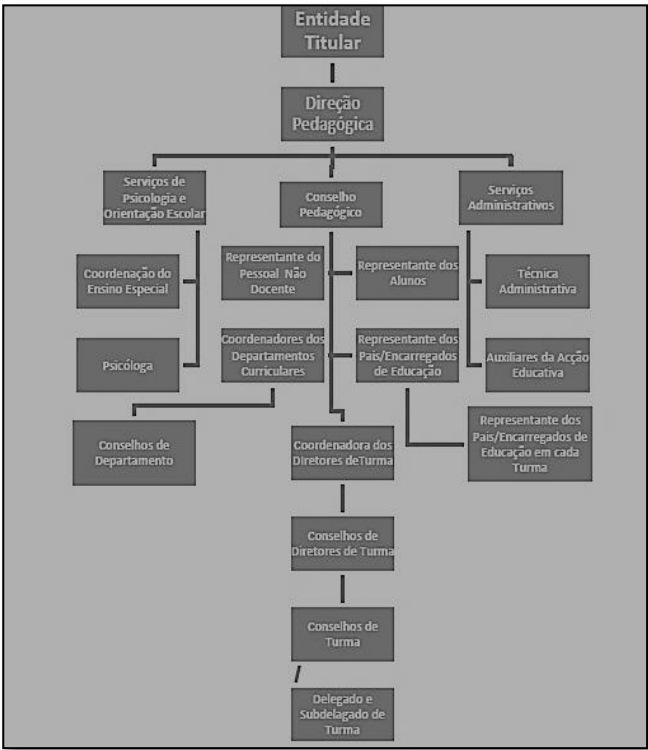 Entidade
Titular
Direção
Pedagógica
Serviços de
Psicologia e
Orientação Escolar
Conselho
Pedagógico
Serviços
Administrativos
Coordenação do
Ensino Especial
Representante do
Pessoal Não
Docente
Representante dos
Alunos
Técnica
Administrativa
Psicóloga
Coordenadores dos
Departamentos
Curriculares
Representante dos
Pais/Encarregados
de Educação
Auxiliares da Acção
Educativa
Conselhos de
Departamento
Coordenadora dos
Diretores deTurma
Representante dos
Pais/Encarregados de
Educação em cada
Turma
Conselhos de
Diretores de Turma
Conselhos de
Turma
Delegado e
Subdelagado de
Turma